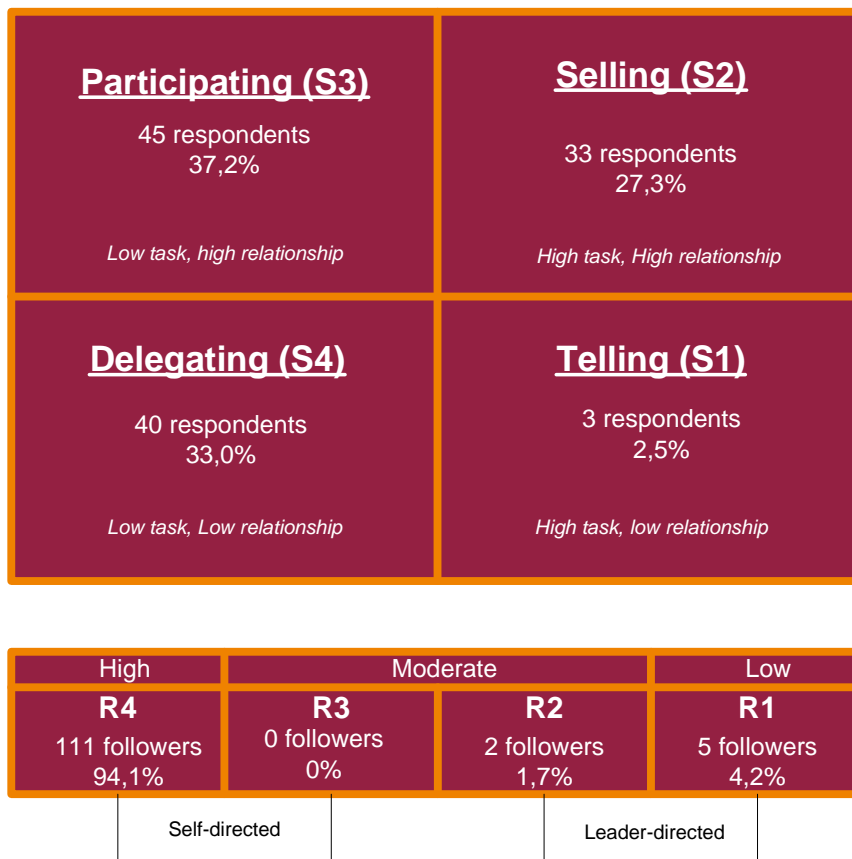 Participating (S3)
45 respondents
37,2%
Low task, high relationship
Selling (S2)
33 respondents
27,3%
High task, High relationship
Delegating (S4)
40 respondents
33,0%
Low task, Low relationship
Telling (S1)
3 respondents
2,5%
High task, low relationship
High
Moderate
Low
R4
111 followers
94,1%
R3
0 followers
0%
R2
2 followers
1,7%
R1
5 followers
4,2%
Self-directed
Leader-directed